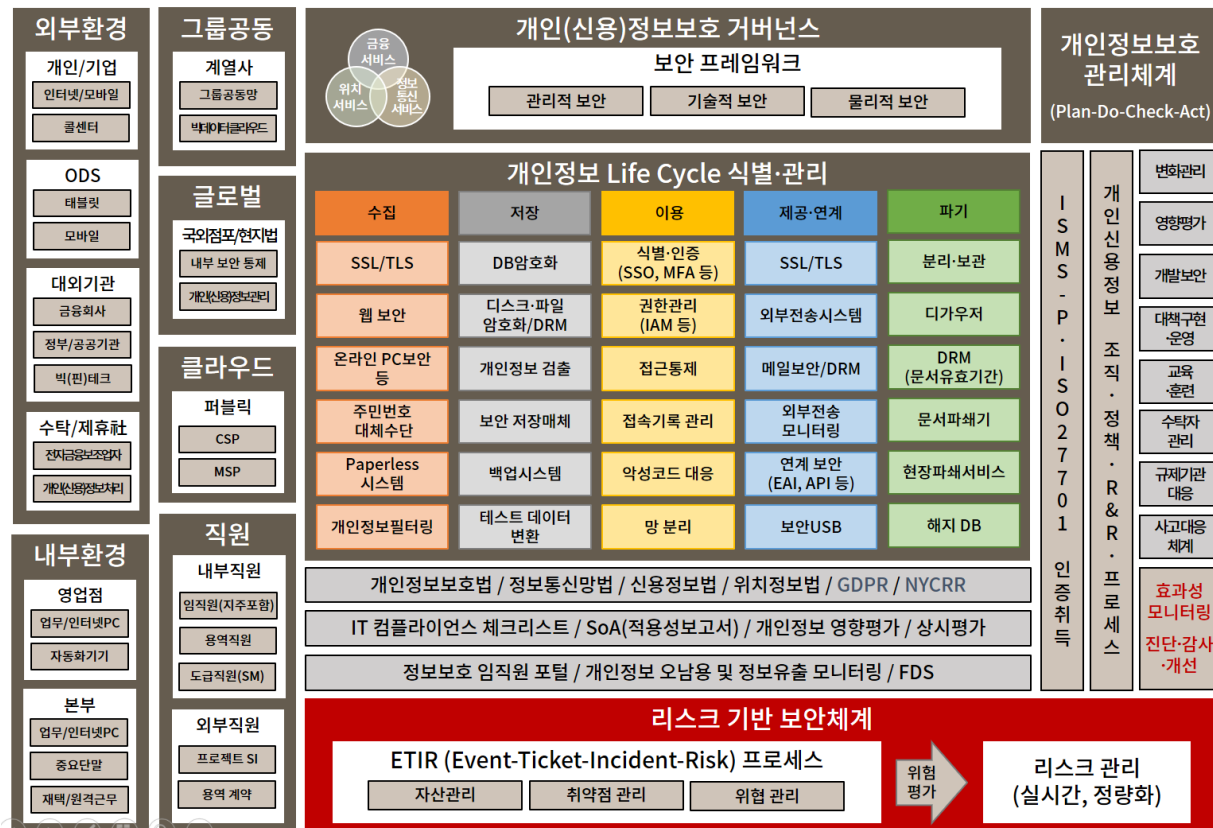 외부환경
개인/기업
인터넷/모바일
콜센터
ODS
태블릿
모바일
대외기관
금융회사
정부/공공기관
빅(핀)테크
수탁/제휴社
전자금융보조업자
개인(신용)정보처리
내부환경
영업점
업무/인터넷PC
자동화기기
본부
업무/인터넷PC
중요단말
재택/원격근무
그룹공동
계열사
그룹공동망
빅데이터클라우드
글로벌
국외점포/현지법
내부 보안 통제
개인(신용)정보관리
클라우드
퍼블릭
CSP
MSP
직원
내부직원
임직원(지주포함)
용역직원
도급직원(SM)
외부직원
프로젝트 SI
용역 계약
개인(신용)정보보호 거버넌스
금융
서비스
위치
서비스
정보
통신
서비스
보안 프레임워크
관리적 보안
기술적 보안
물리적 보안
개인정보 Life Cycle 식별·관리
수집
저장
이용
제공·연계
파기
SSL/TLS
DB암호화
식별·인증
(SSO, MFA 등)
SSL/TLS
분리·보관
웹 보안
디스크·파일
암호화/DRM
권한관리
(IAM 등)
외부전송시스템
디가우저
온라인 PC보안
등
개인정보 검출
접근통제
메일보안/DRM
DRM
(문서유효기간)
주민번호
대체수단
보안 저장매체
접속기록 관리
외부전송
모니터링
문서파쇄기
Paperless
시스템
백업시스템
악성코드 대응
연계 보안
(EAI, API 등)
현장파쇄서비스
개인정보필터링
테스트 데이터
변환
망 분리
보안USB
해지 DB
개인정보보호법 / 정보통신망법 / 신용정보법 / 위치정보법 / GDPR / NYCRR
IT 컴플라이언스 체크리스트 / SoA(적용성보고서) / 개인정보 영향평가 / 상시평가
정보보호 임직원 포털 / 개인정보 오남용 및 정보유출 모니터링 / FDS
리스크 기반 보안체계
ETIR (Event-Ticket-Incident-Risk) 프로세스
자산관리
취약점 관리
위협 관리
위험
평가
리스크 관리
(실시간, 정량화)
개인정보보호
관리체계
(Plan-Do-Check-Act)
ISMS-P·ISO27701 인증취득
개인신용정보 조직·정책·R&R·프로세스
변화관리
영향평가
개발보안
대책구현
·운영
교육
·훈련
수탁자
관리
규제기관
대응
사고대응
체계
효과성
모니터링
진단·감사
·개선